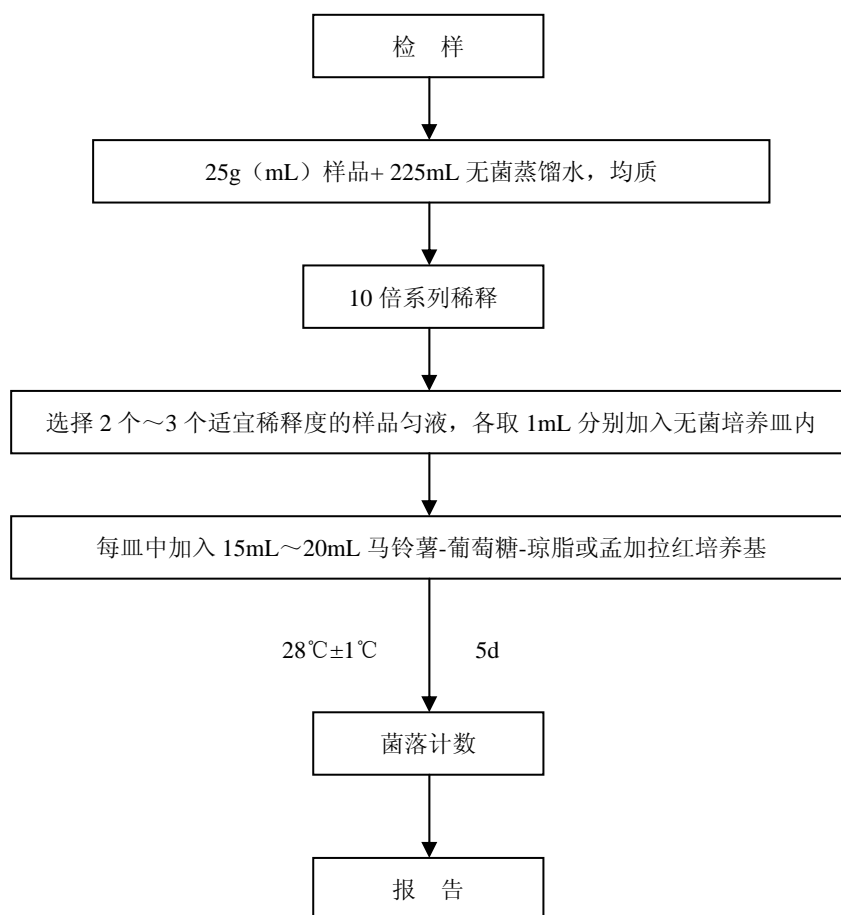 检 样
25g（mL）样品+ 225mL 无菌蒸馏水，均质
10 倍系列稀释
选择 2 个～3 个适宜稀释度的样品匀液，各取 1mL 分别加入无菌培养皿内
每皿中加入 15mL～20mL 马铃薯-葡萄糖-琼脂或孟加拉红培养基
28℃±1℃ 5d
菌落计数
报 告